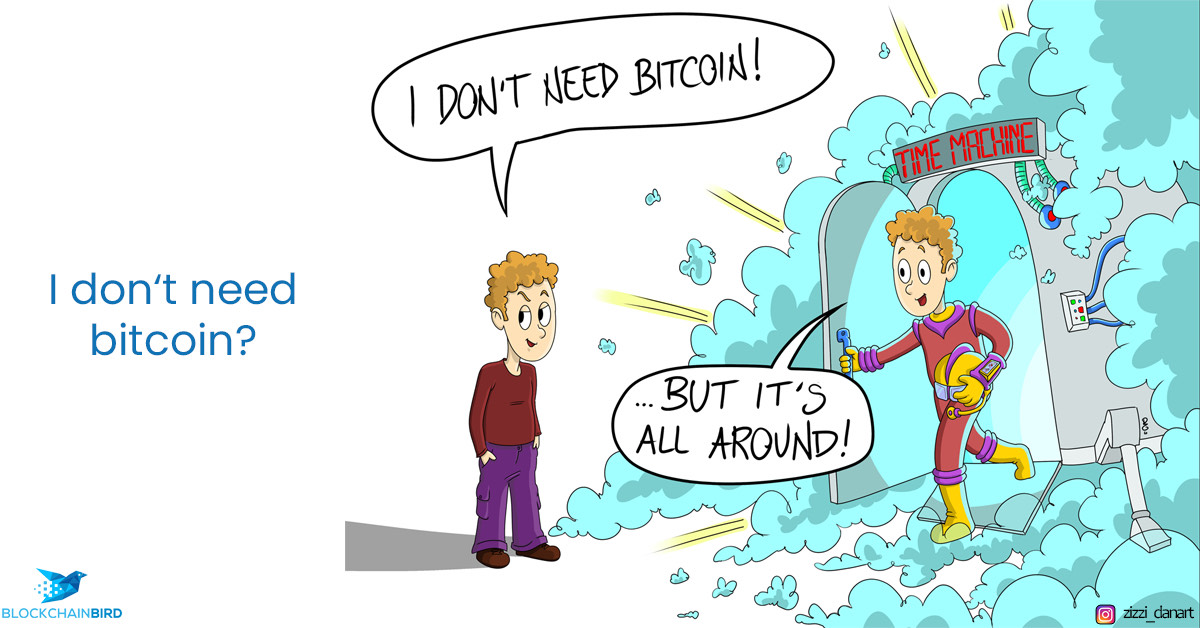 I don‘t need
bitcoin?
I DON'T NEED BITCOIN!
TIME MACHINE
...BUT IT'S
ALL AROUND!
BLOCKCHAINBIRD
zizzi_danart